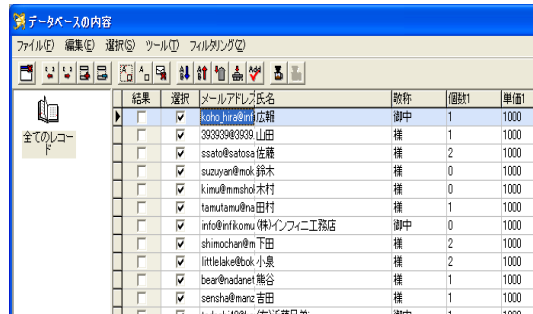 データベースの内容
ファイル(F) 編集(E) 選択(S) ツール(T) フィルタリング(Z)
全てのレコード
結果 選択 メールアドレス 氏名 敬称 個数1 単価1
koho_hira@inf 広報 御中 1 1000
393939@3939. 山田 様 1 1000
ssato@satosa 佐藤 様 2 1000
suzuyan@mok 鈴木 様 0 1000
kimu@mmshol 木村 様 0 1000
tamutamu@na 田村 様 1 1000
info@infikomu (株)インフィニ工務店 御中 0 1000
shimochan@m 下田 様 2 1000
littlelake@bok 小泉 様 2 1000
bear@nadanet 熊谷 様 1 1000
sensha@manz 吉田 様 1 1000